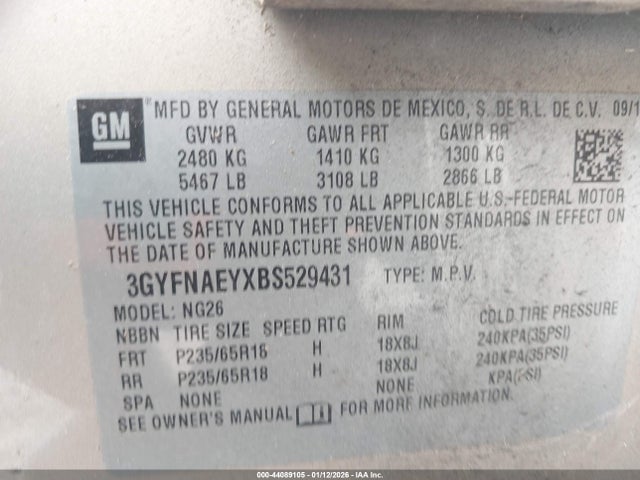 GM
MFD BY GENERAL MOTORS DE MEXICO, S. DE R.L. DE C.V. 09/1
GVWR GAWR FRT GAWR RR
2480 KG 1410 KG 1300 KG
5467 LB 3108 LB 2866 LB
THIS VEHICLE CONFORMS TO ALL APPLICABLE U.S.-FEDERAL MOTOR
VEHICLE SAFETY AND THEFT PREVENTION STANDARDS IN EFFECT ON
THE DATE OF MANUFACTURE SHOWN ABOVE.
3GYFNAEYXBS529431 TYPE: M.P.V.
MODEL: NG26
NBBN TIRE SIZE SPEED RTG RIM COLD TIRE PRESSURE
FRT P235/65R18 H 18X8J 240KPA(35PSI)
RR P235/65R18 H 18X8J 240KPA(35PSI)
SPA NONE NONE KPA(PSI)
SEE OWNER'S MANUAL FOR MORE INFORMATION.
000-44089105 - 01/12/2026 - © IAA Inc.